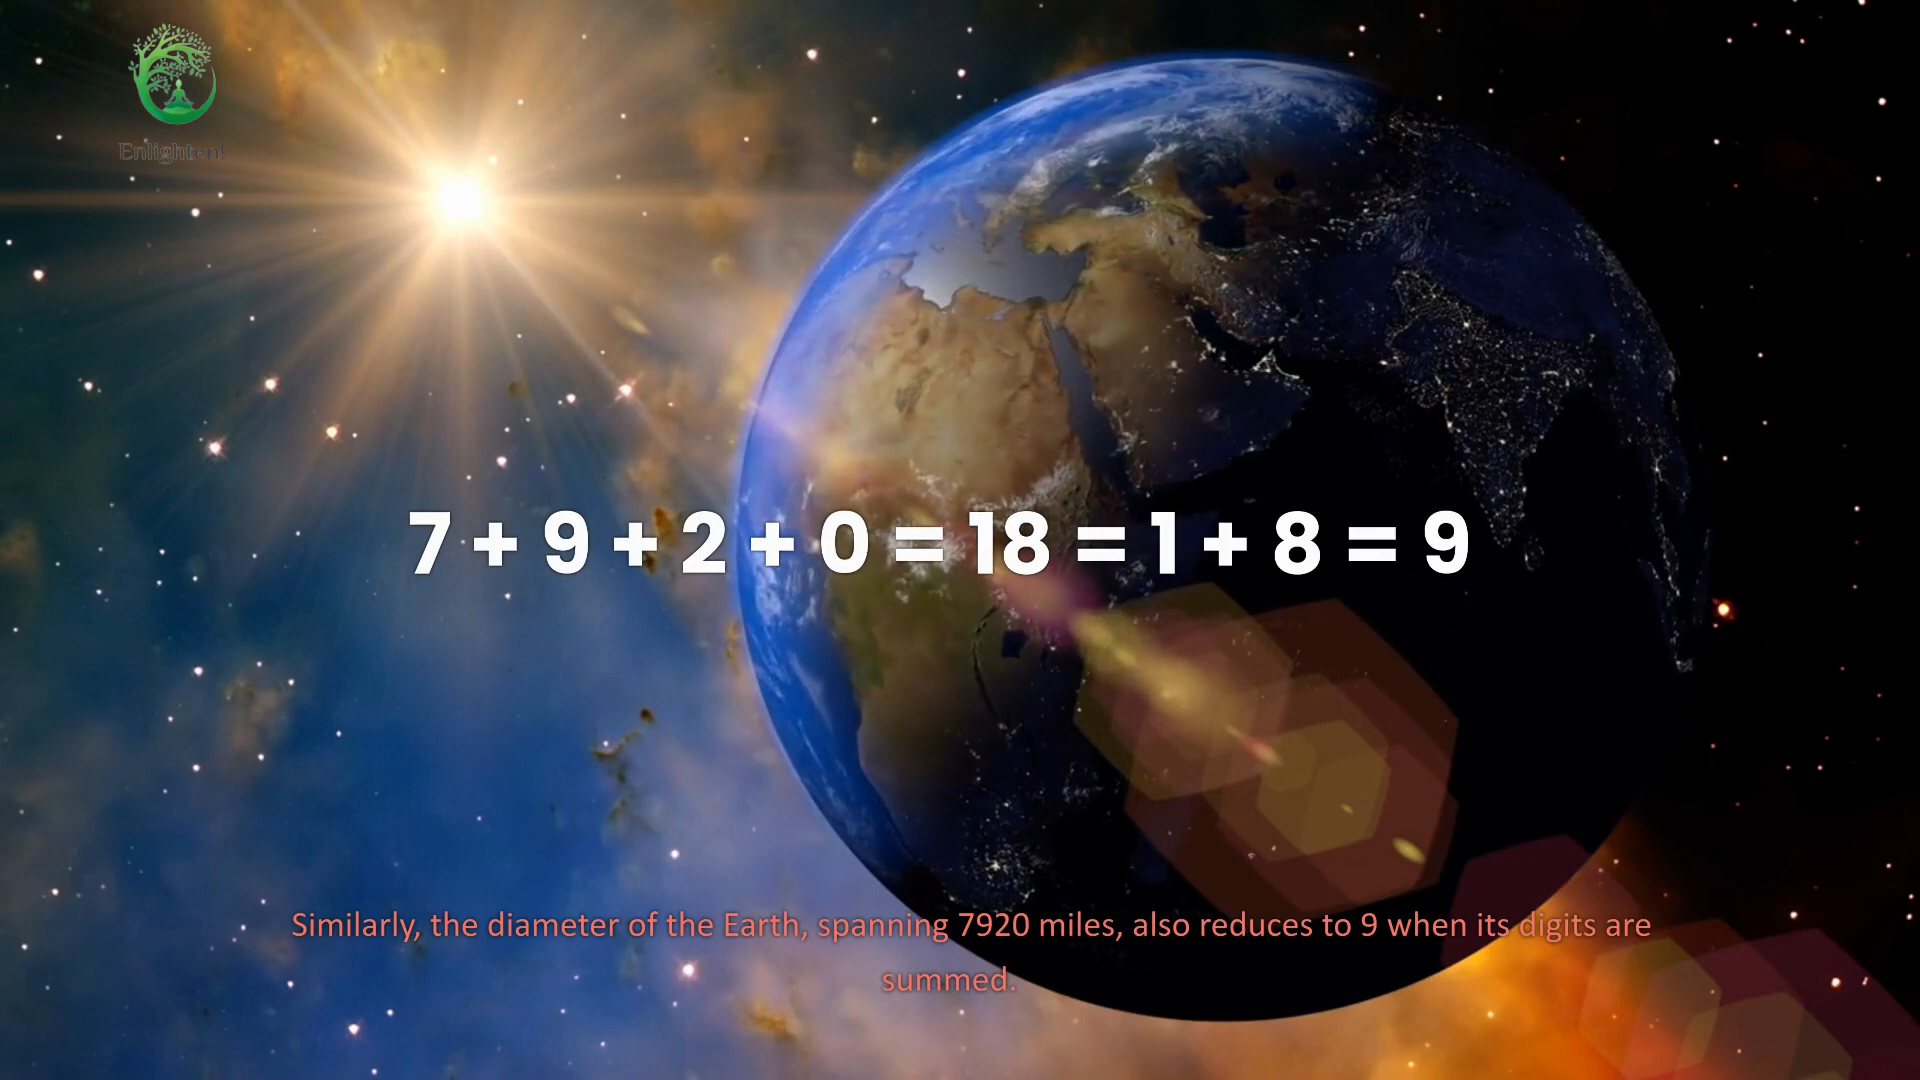 Enlightent
7 + 9 + 2 + 0 = 18 = 1 + 8 = 9
Similarly, the diameter of the Earth, spanning 7920 miles, also reduces to 9 when its digits are
summed.